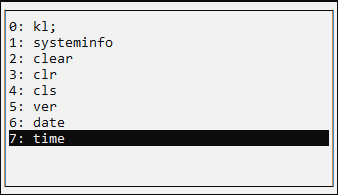 0: kl;
1: systeminfo
2: clear
3: clr
4: cls
5: ver
6: date
7: time